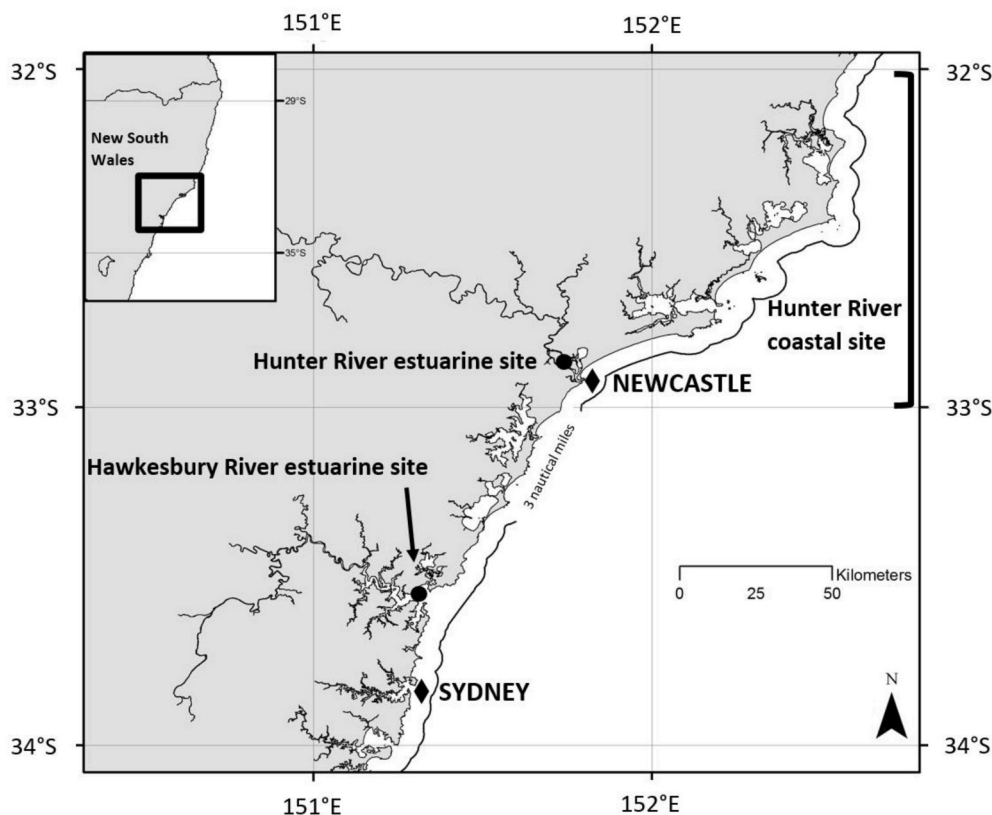 151°E
152°E
32°S
32°S
29°S
New South
Wales
35°S
Hunter River
coastal site
Hunter River estuarine site
NEWCASTLE
33°S
33°S
3 nautical miles
Hawkesbury River estuarine site
Kilometers
0
25
50
SYDNEY
N
34°S
34°S
151°E
152°E